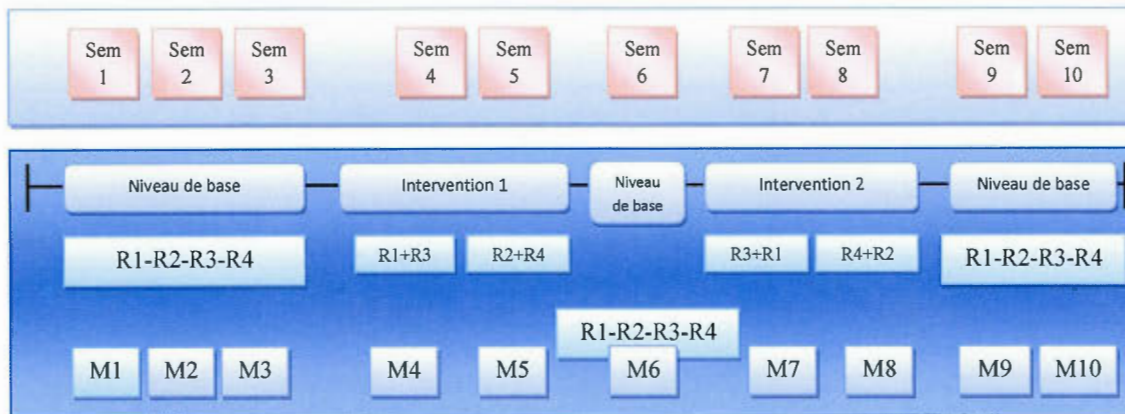 Sem 1
Sem 2
Sem 3
Sem 4
Sem 5
Sem 6
Sem 7
Sem 8
Sem 9
Sem 10
Niveau de base
Intervention 1
Niveau
de base
Intervention 2
Niveau de base
R1-R2-R3-R4
R1+R3
R2+R4
R3+R1
R4+R2
R1-R2-R3-R4
R1-R2-R3-R4
M1
M2
M3
M4
M5
M6
M7
M8
M9
M10